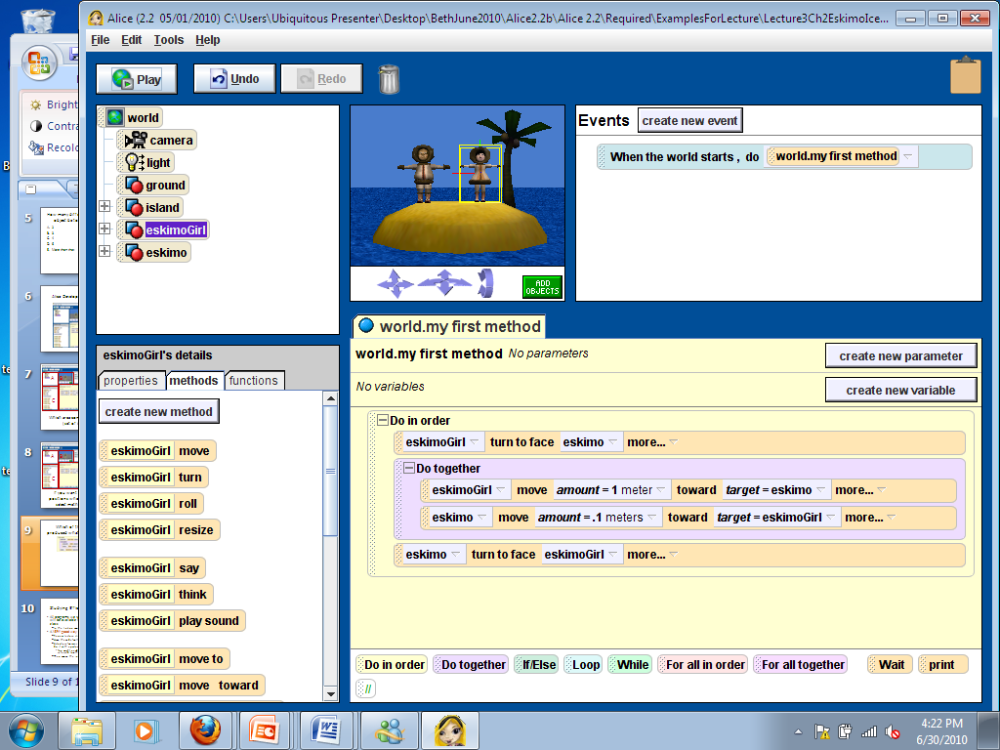 Alice (2.2 05/01/2010) C:\Users\Ubiquitous Presenter\Desktop\BethJune2010\Alice2.2b\Alice 2.2\Required\ExamplesForLecture\Lecture3Ch2EskimoIce...
File Edit Tools Help
Play Undo Redo
Bright
Contra
Recolo
world
camera
light
ground
island
eskimoGirl
eskimo
ADD
OBJECTS
Events create new event
When the world starts , do world.my first method
eskimoGirl's details
properties methods functions
create new method
eskimoGirl move
eskimoGirl turn
eskimoGirl roll
eskimoGirl resize
eskimoGirl say
eskimoGirl think
eskimoGirl play sound
eskimoGirl move to
eskimoGirl move toward
world.my first method
world.my first method No parameters create new parameter
No variables create new variable
Do in order
eskimoGirl turn to face eskimo more...
Do together
eskimoGirl move amount = 1 meter toward target = eskimo more...
eskimo move amount = .1 meters toward target = eskimoGirl more...
eskimo turn to face eskimoGirl more...
Do in order Do together If/Else Loop While For all in order For all together Wait print
//
5
6
7
8
9
10
Slide 9 of 1
4:22 PM
6/30/2010